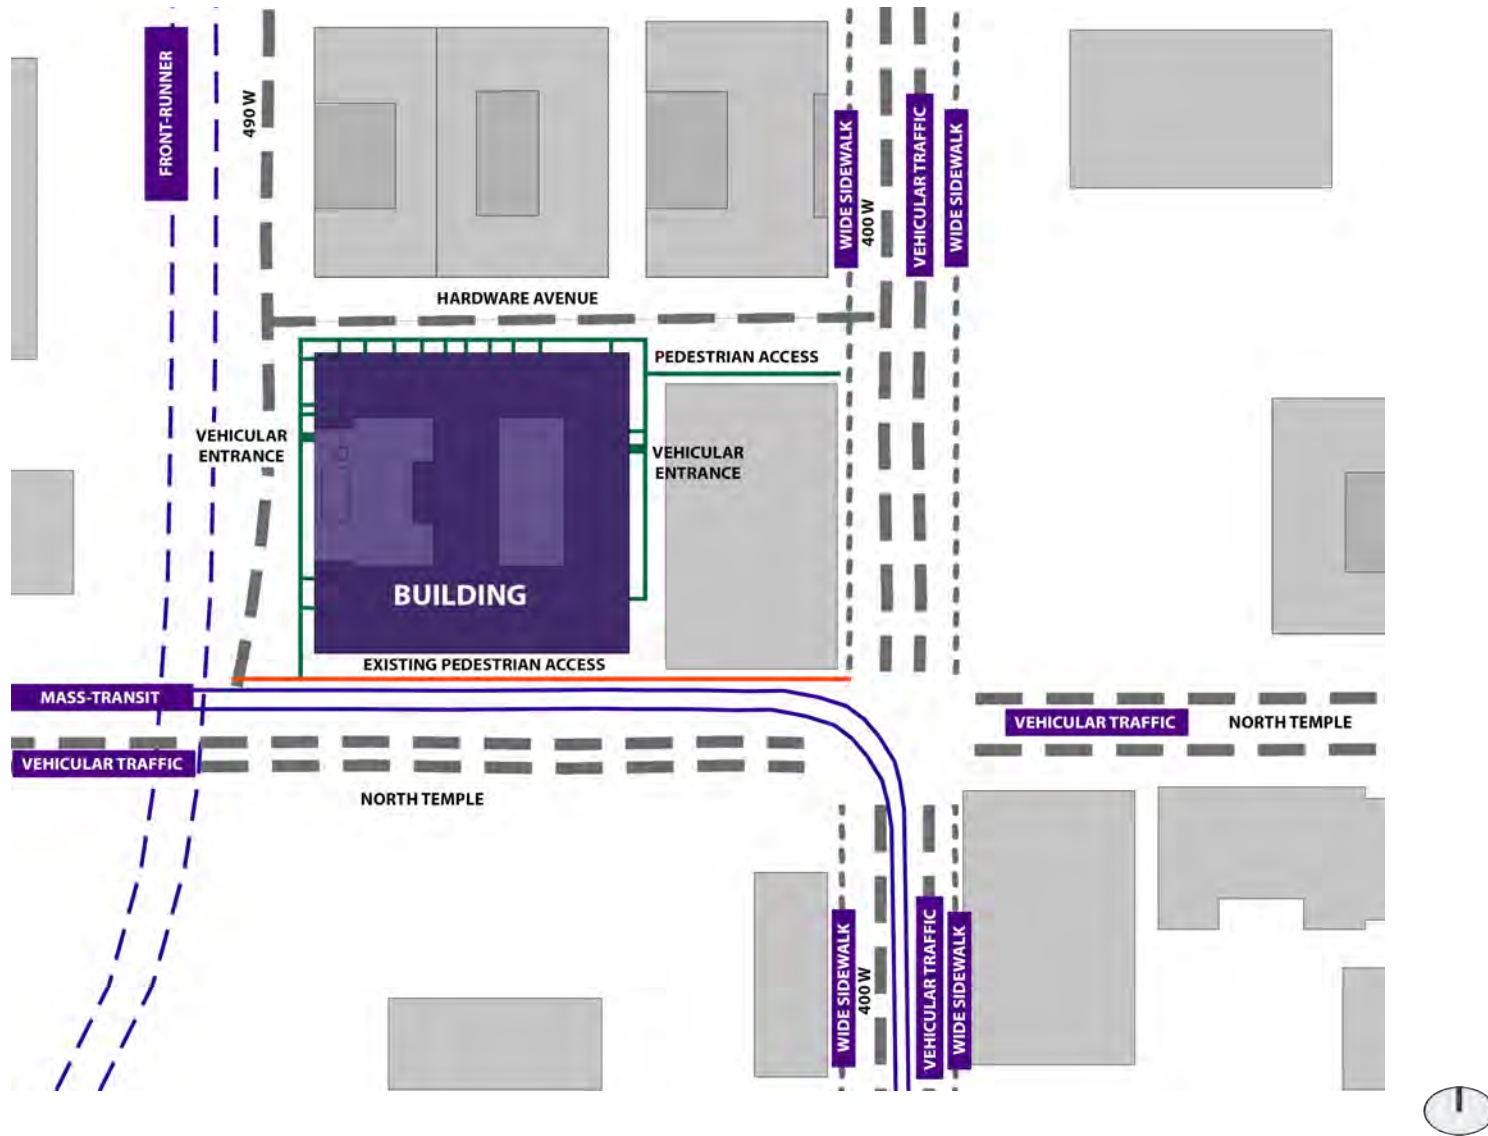 FRONT-RUNNER
490 W
WIDE SIDEWALK
400 W
VEHICULAR TRAFFIC
WIDE SIDEWALK
HARDWARE AVENUE
PEDESTRIAN ACCESS
VEHICULAR
ENTRANCE
VEHICULAR
ENTRANCE
BUILDING
EXISTING PEDESTRIAN ACCESS
MASS-TRANSIT
VEHICULAR TRAFFIC
NORTH TEMPLE
VEHICULAR TRAFFIC
NORTH TEMPLE
WIDE SIDEWALK
400 W
VEHICULAR TRAFFIC
WIDE SIDEWALK